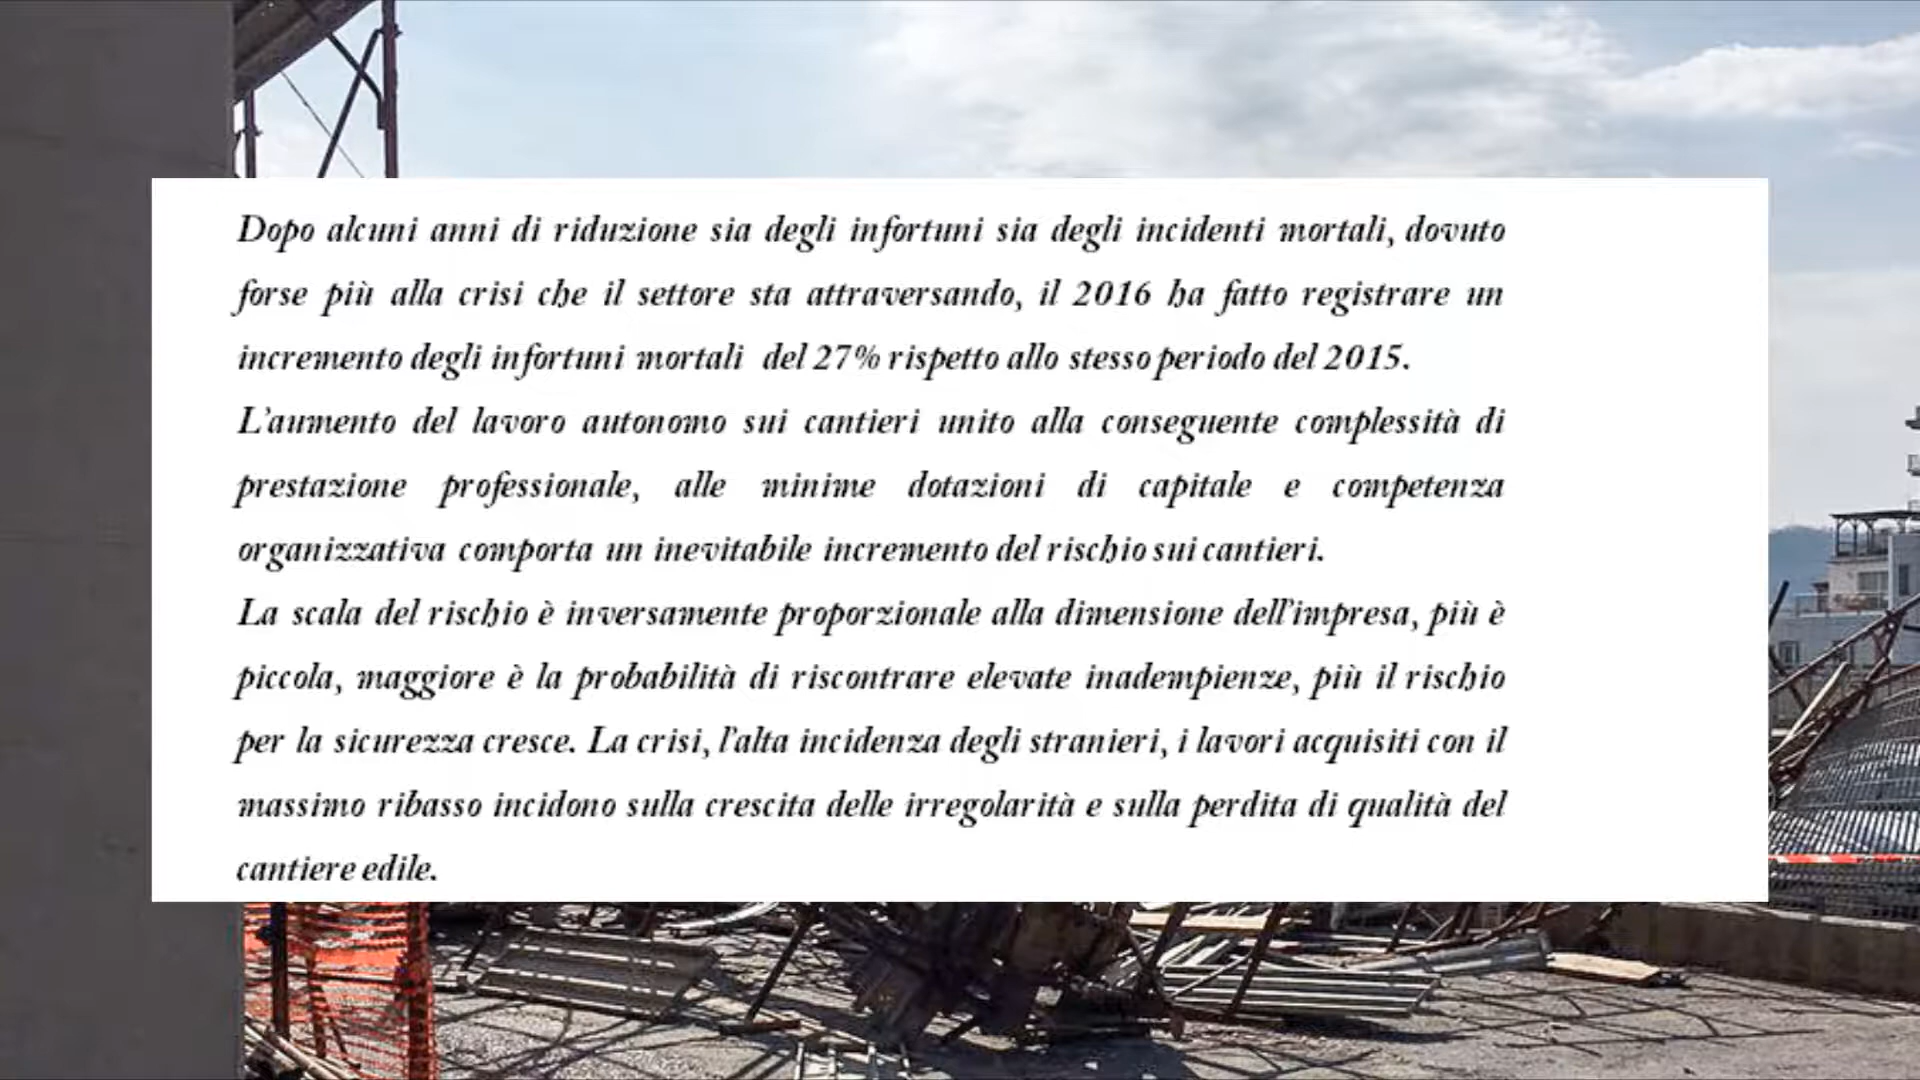 Dopo alcuni anni di riduzione sia degli infortuni sia degli incidenti mortali, dovuto
forse più alla crisi che il settore sta attraversando, il 2016 ha fatto registrare un
incremento degli infortuni mortali del 27% rispetto allo stesso periodo del 2015.
L'aumento del lavoro autonomo sui cantieri unito alla conseguente complessità di
prestazione professionale, alle minime dotazioni di capitale e competenza
organizzativa comporta un inevitabile incremento del rischio sui cantieri.
La scala del rischio è inversamente proporzionale alla dimensione dell'impresa, più è
piccola, maggiore è la probabilità di riscontrare elevate inadempienze, più il rischio
per la sicurezza cresce. La crisi, l'alta incidenza degli stranieri, i lavori acquisiti con il
massimo ribasso incidono sulla crescita delle irregolarità e sulla perdita di qualità del
cantiere edile.